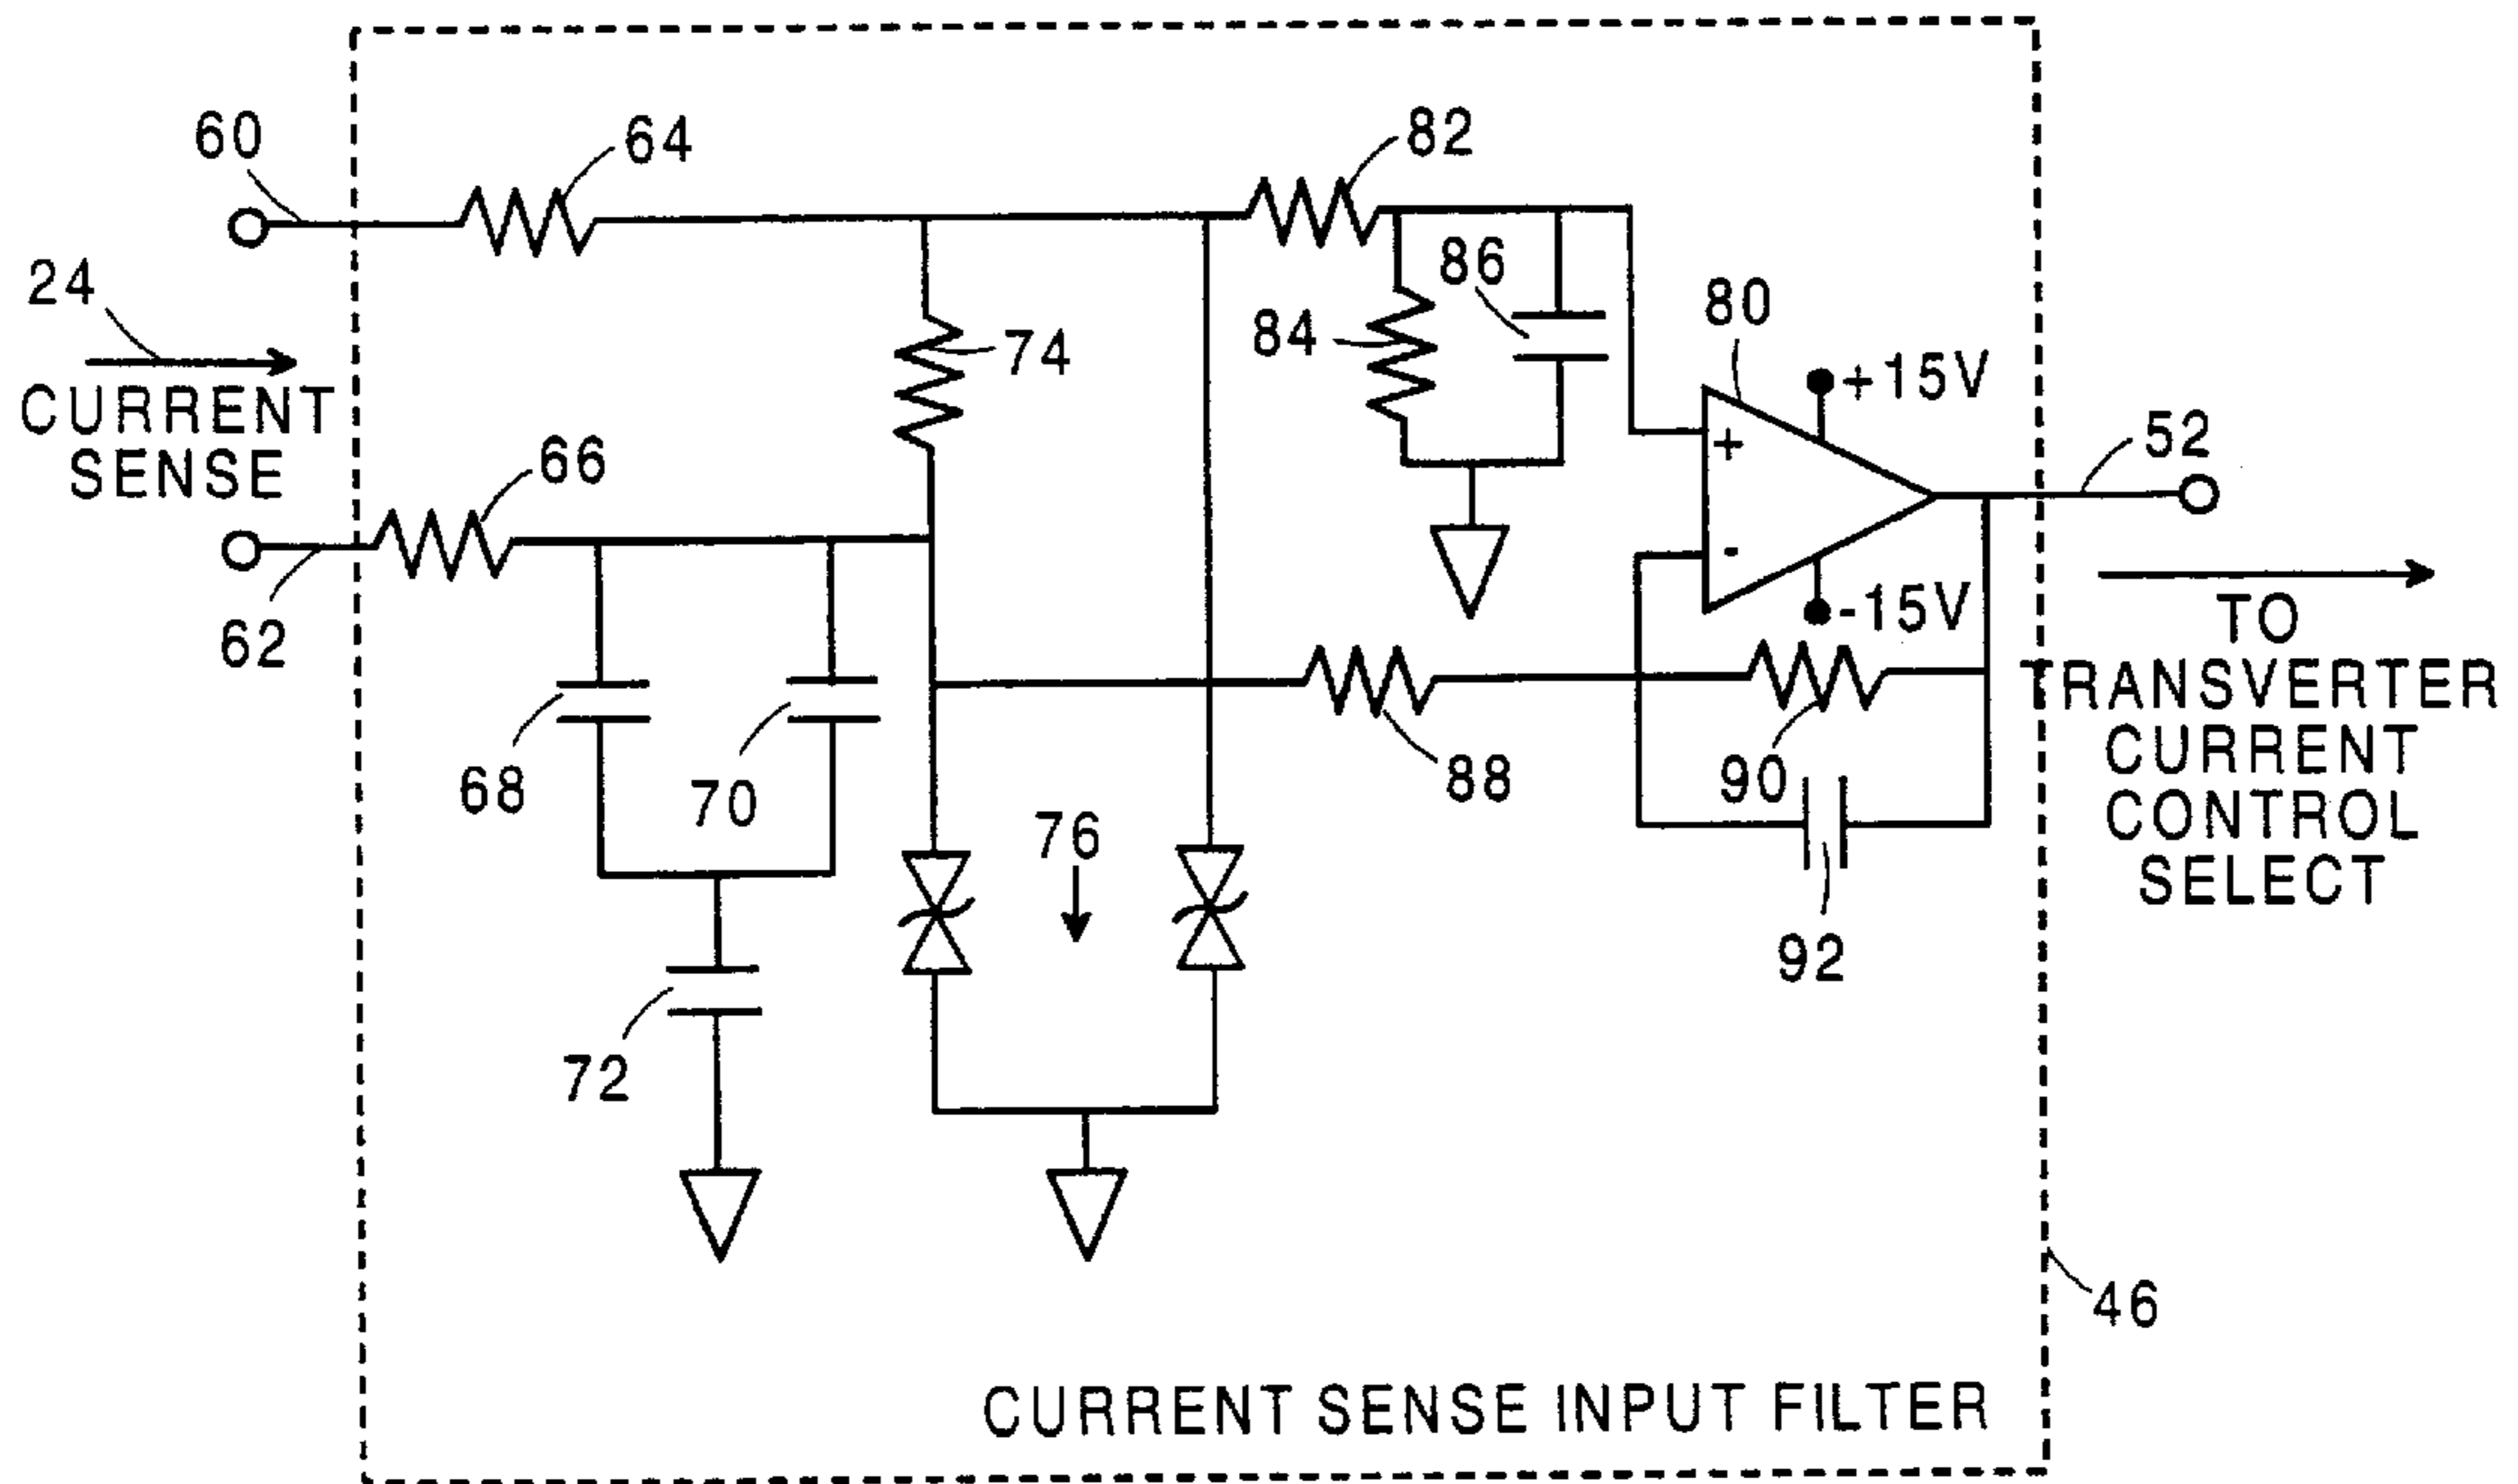 60
64
82
24
86
80
84
74
+15V
CURRENT
SENSE
+
52
66
-
-15V
62
TO
TRANSVERTER
CURRENT
CONTROL
SELECT
68
70
76
88
90
92
72
46
CURRENT SENSE INPUT FILTER